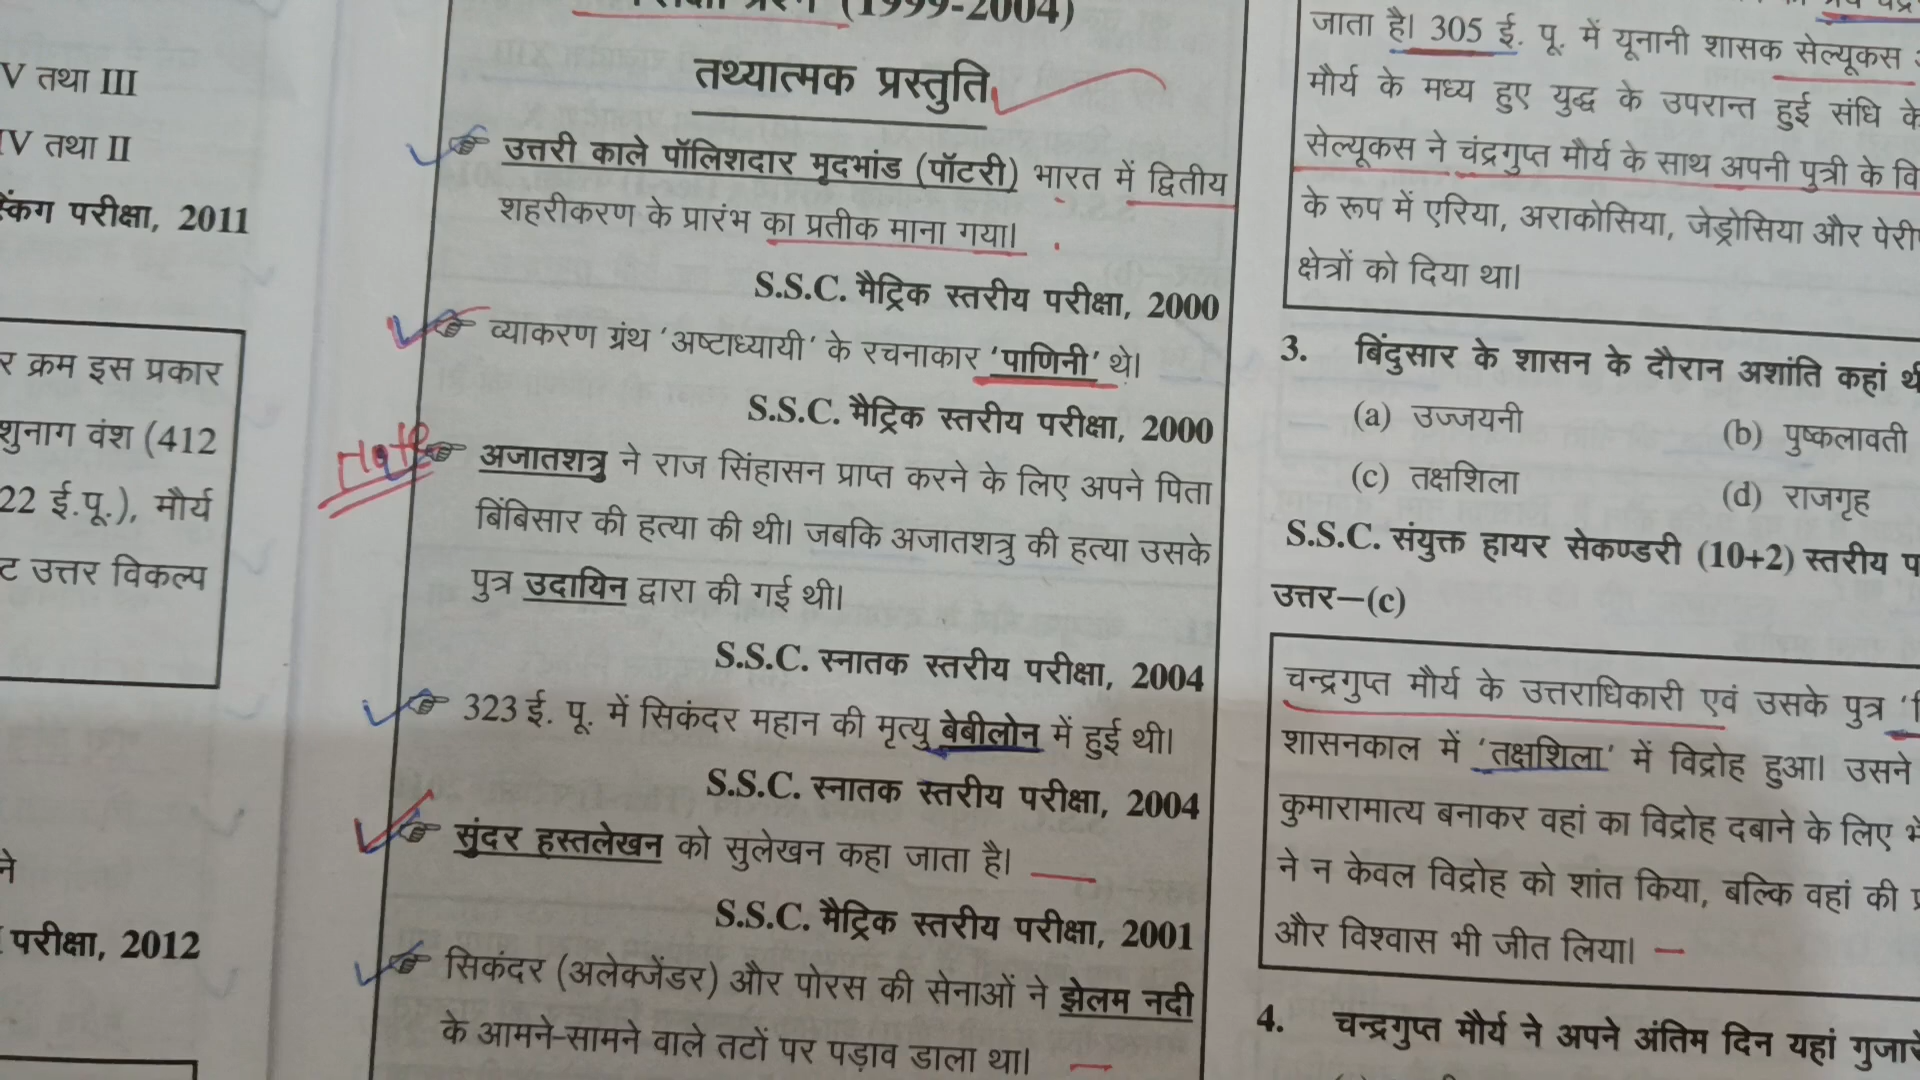 V तथा III
IV तथा II
परीक्षा, 2011
र क्रम इस प्रकार
शुनाग वंश (412
22 ई.पू.), मौर्य
ट उत्तर विकल्प
ने
परीक्षा, 2012
(1999-2004)
तथ्यात्मक प्रस्तुति
उत्तरी काले पॉलिशदार मृदभांड (पॉटरी) भारत में द्वितीय
शहरीकरण के प्रारंभ का प्रतीक माना गया।
S.S.C. मैट्रिक स्तरीय परीक्षा, 2000
व्याकरण ग्रंथ 'अष्टाध्यायी' के रचनाकार 'पाणिनी' थे।
S.S.C. मैट्रिक स्तरीय परीक्षा, 2000
Note
अजातशत्रु ने राज सिंहासन प्राप्त करने के लिए अपने पिता
बिंबिसार की हत्या की थी। जबकि अजातशत्रु की हत्या उसके
पुत्र उदायिन द्वारा की गई थी।
S.S.C. स्नातक स्तरीय परीक्षा, 2004
323 ई. पू. में सिकंदर महान की मृत्यु बेबीलोन में हुई थी।
S.S.C. स्नातक स्तरीय परीक्षा, 2004
सुंदर हस्तलेखन को सुलेखन कहा जाता है।
S.S.C. मैट्रिक स्तरीय परीक्षा, 2001
सिकंदर (अलेक्जेंडर) और पोरस की सेनाओं ने झेलम नदी
के आमने-सामने वाले तटों पर पड़ाव डाला था।
जाता है। 305 ई. पू. में यूनानी शासक सेल्यूकस
मौर्य के मध्य हुए युद्ध के उपरान्त हुई संधि के
सेल्यूकस ने चंद्रगुप्त मौर्य के साथ अपनी पुत्री के वि
के रूप में एरिया, अराकोसिया, जेड्रोसिया और पेरी
क्षेत्रों को दिया था।
3. बिंदुसार के शासन के दौरान अशांति कहां थी
(a) उज्जयनी (b) पुष्कलावती
(c) तक्षशिला (d) राजगृह
S.S.C. संयुक्त हायर सेकण्डरी (10+2) स्तरीय प
उत्तर–(c)
चन्द्रगुप्त मौर्य के उत्तराधिकारी एवं उसके पुत्र
शासनकाल में 'तक्षशिला' में विद्रोह हुआ। उसने
कुमारामात्य बनाकर वहां का विद्रोह दबाने के लिए भे
ने न केवल विद्रोह को शांत किया, बल्कि वहां की प्र
और विश्वास भी जीत लिया।
4. चन्द्रगुप्त मौर्य ने अपने अंतिम दिन यहां गुजारे